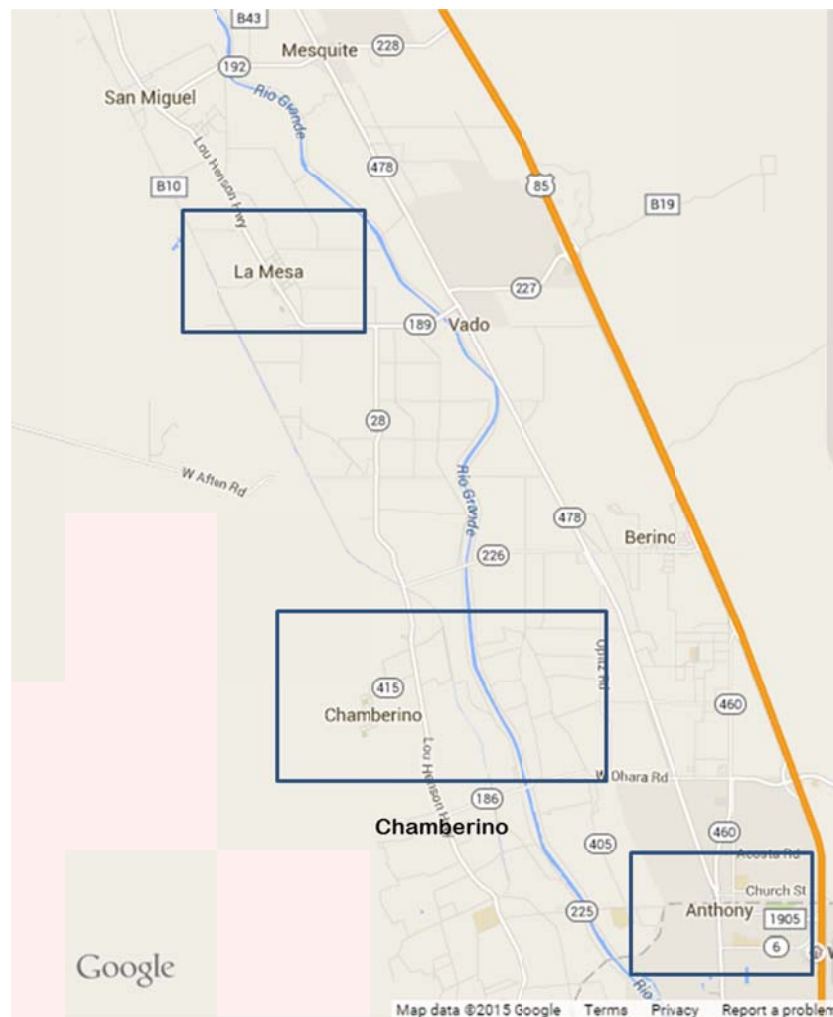 B43
Mesquite
228
192
San Miguel
Rio Grande
Lou Henson Hwy
478
B10
85
B19
La Mesa
227
189
Vado
28
W Afton Rd
Rio Grande
478
Berino
226
Opitz Rd
415
460
Chamberino
Lou Henson Hwy
W Ohara Rd
186
Chamberino
460
405
Acosta Rd
Church St
Anthony
225
1905
6
W
Google
Rio
Map data ©2015 Google Terms Privacy Report a problem